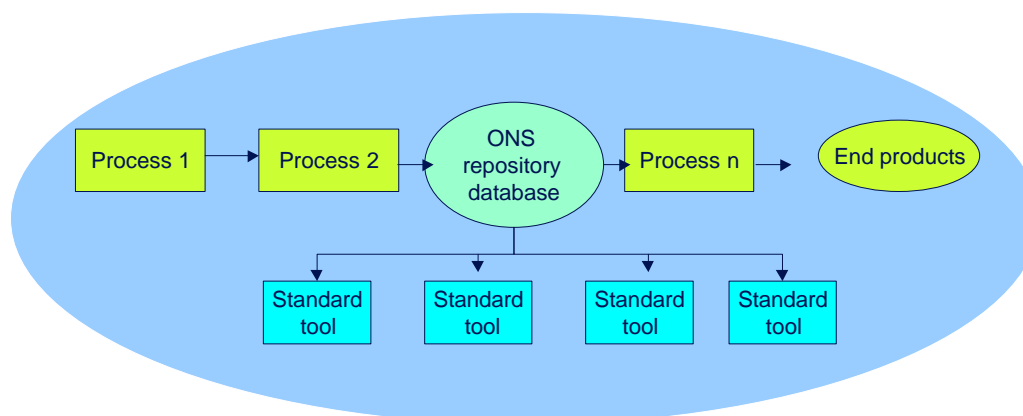 Process 1
Process 2
ONS
repository
database
Process n
End products
Standard
tool
Standard
tool
Standard
tool
Standard
tool